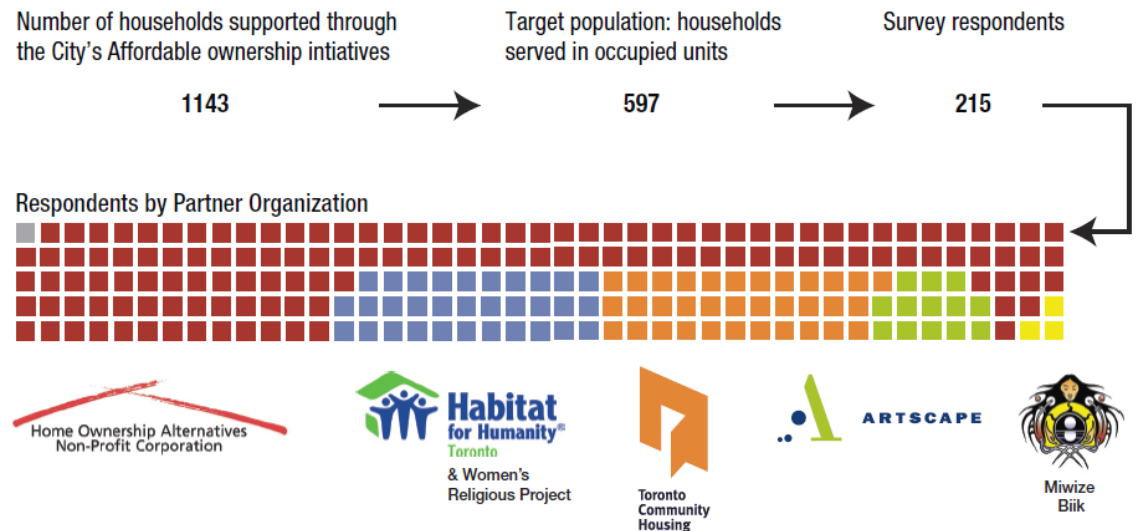 Number of households supported through
the City's Affordable ownership intiatives
1143
Target population: households
served in occupied units
597
Survey respondents
215
Respondents by Partner Organization
Home Ownership Alternatives
Non-Profit Corporation
Habitat
for Humanity®
Toronto
& Women's
Religious Project
Toronto
Community
Housing
ARTSCAPE
Miwize
Biik